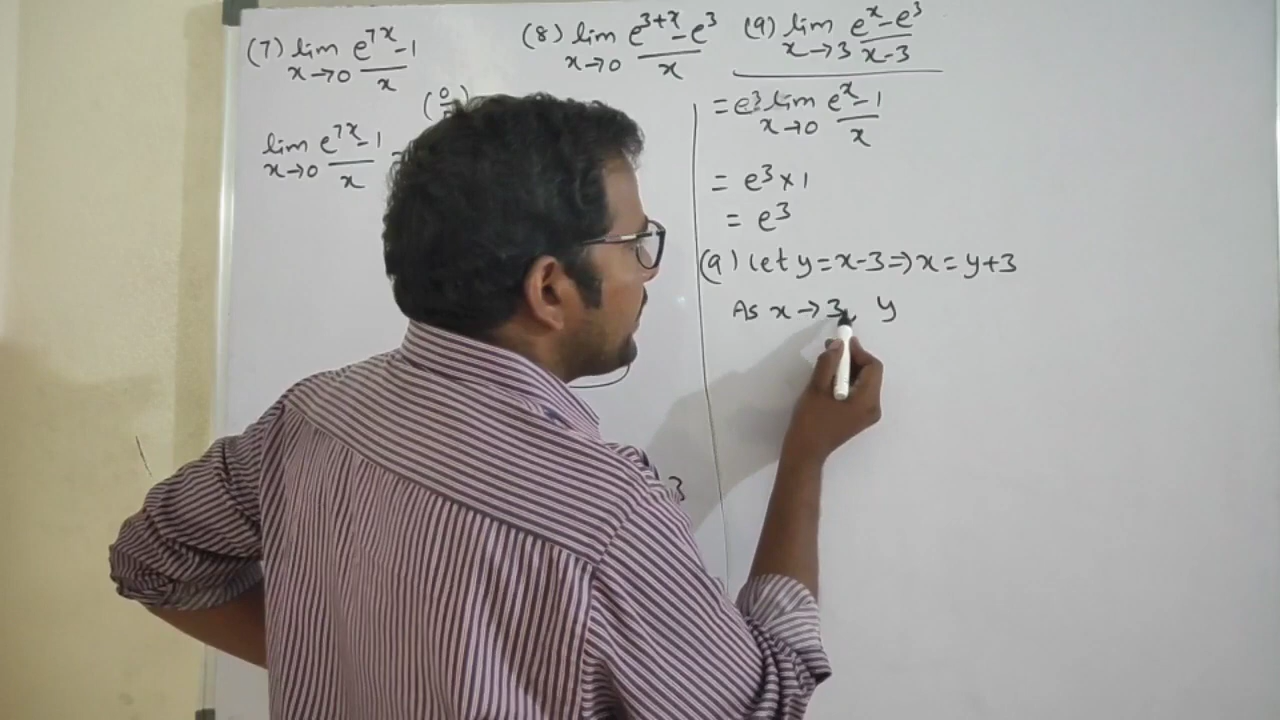 (7) lim e^7x-1
x→0 x
(8) lim e^3+x-e^3
x→0 x
(9) lim e^x-e^3
x→3 x-3
(0
lim e^7x-1
x→0 x
= e^3 lim e^x-1
x→0 x
= e^3 × 1
= e^3
(9) Let y=x-3 ⇒ x=y+3
As x→3, y
3